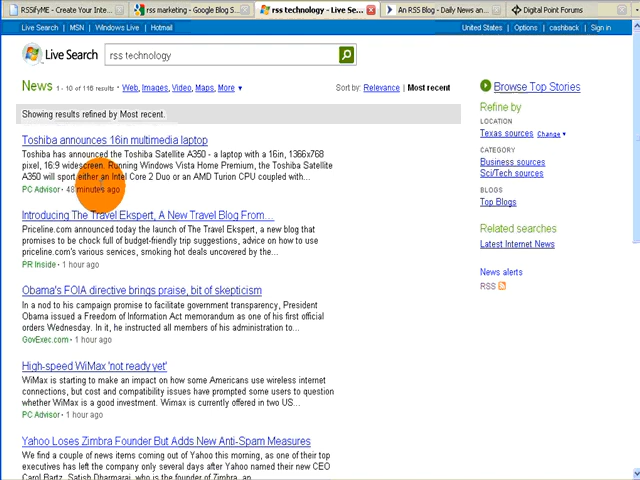 RSSifyME - Create Your Inte...
rss marketing - Google Blog S...
rss technology - Live Se...
An RSS Blog - Daily News an...
Digital Point Forums
Live Search | MSN | Windows Live | Hotmail
United States | Options | cashback | Sign in
Live Search
rss technology
News 1 - 10 of 116 results · Web, Images, Video, Maps, More ▾
Sort by: Relevance | Most recent
Showing results refined by Most recent.
Toshiba announces 16in multimedia laptop
Toshiba has announced the Toshiba Satellite A350 - a laptop with a 16in, 1366x768
pixel, 16:9 widescreen. Running Windows Vista Home Premium, the Toshiba Satellite
A350 will sport either an Intel Core 2 Duo or an AMD Turion CPU coupled with...
PC Advisor · 48 minutes ago
Introducing The Travel Ekspert, A New Travel Blog From...
Priceline.com announced today the launch of The Travel Ekspert, a new blog that
promises to be chock full of budget-friendly trip suggestions, advice on how to use
priceline.com's various services, smoking hot deals uncovered by the...
PR Inside · 1 hour ago
Obama's FOIA directive brings praise, bit of skepticism
In a nod to his campaign promise to facilitate government transparency, President
Obama issued a Freedom of Information Act memorandum as one of his first official
orders Wednesday. In it, he instructed all members of his administration to...
GovExec.com · 1 hour ago
High-speed WiMax 'not ready yet'
WiMax is starting to make an impact on how some Americans use wireless internet
connections, but cost and compatibility issues have prompted some users to question
whether WiMax is a good investment. Wimax is currently offered in two US...
PC Advisor · 1 hour ago
Yahoo Loses Zimbra Founder But Adds New Anti-Spam Measures
We find a couple of news items coming out of Yahoo this morning, as one of their top
executives has left the company only several days after Yahoo named their new CEO
Carol Bartz. Satish Dharmaraj, who is the founder of Zimbra, an...
Browse Top Stories
Refine by
LOCATION
Texas sources Change ▾
CATEGORY
Business sources
Sci/Tech sources
BLOGS
Top Blogs
Related searches
Latest Internet News
News alerts
RSS